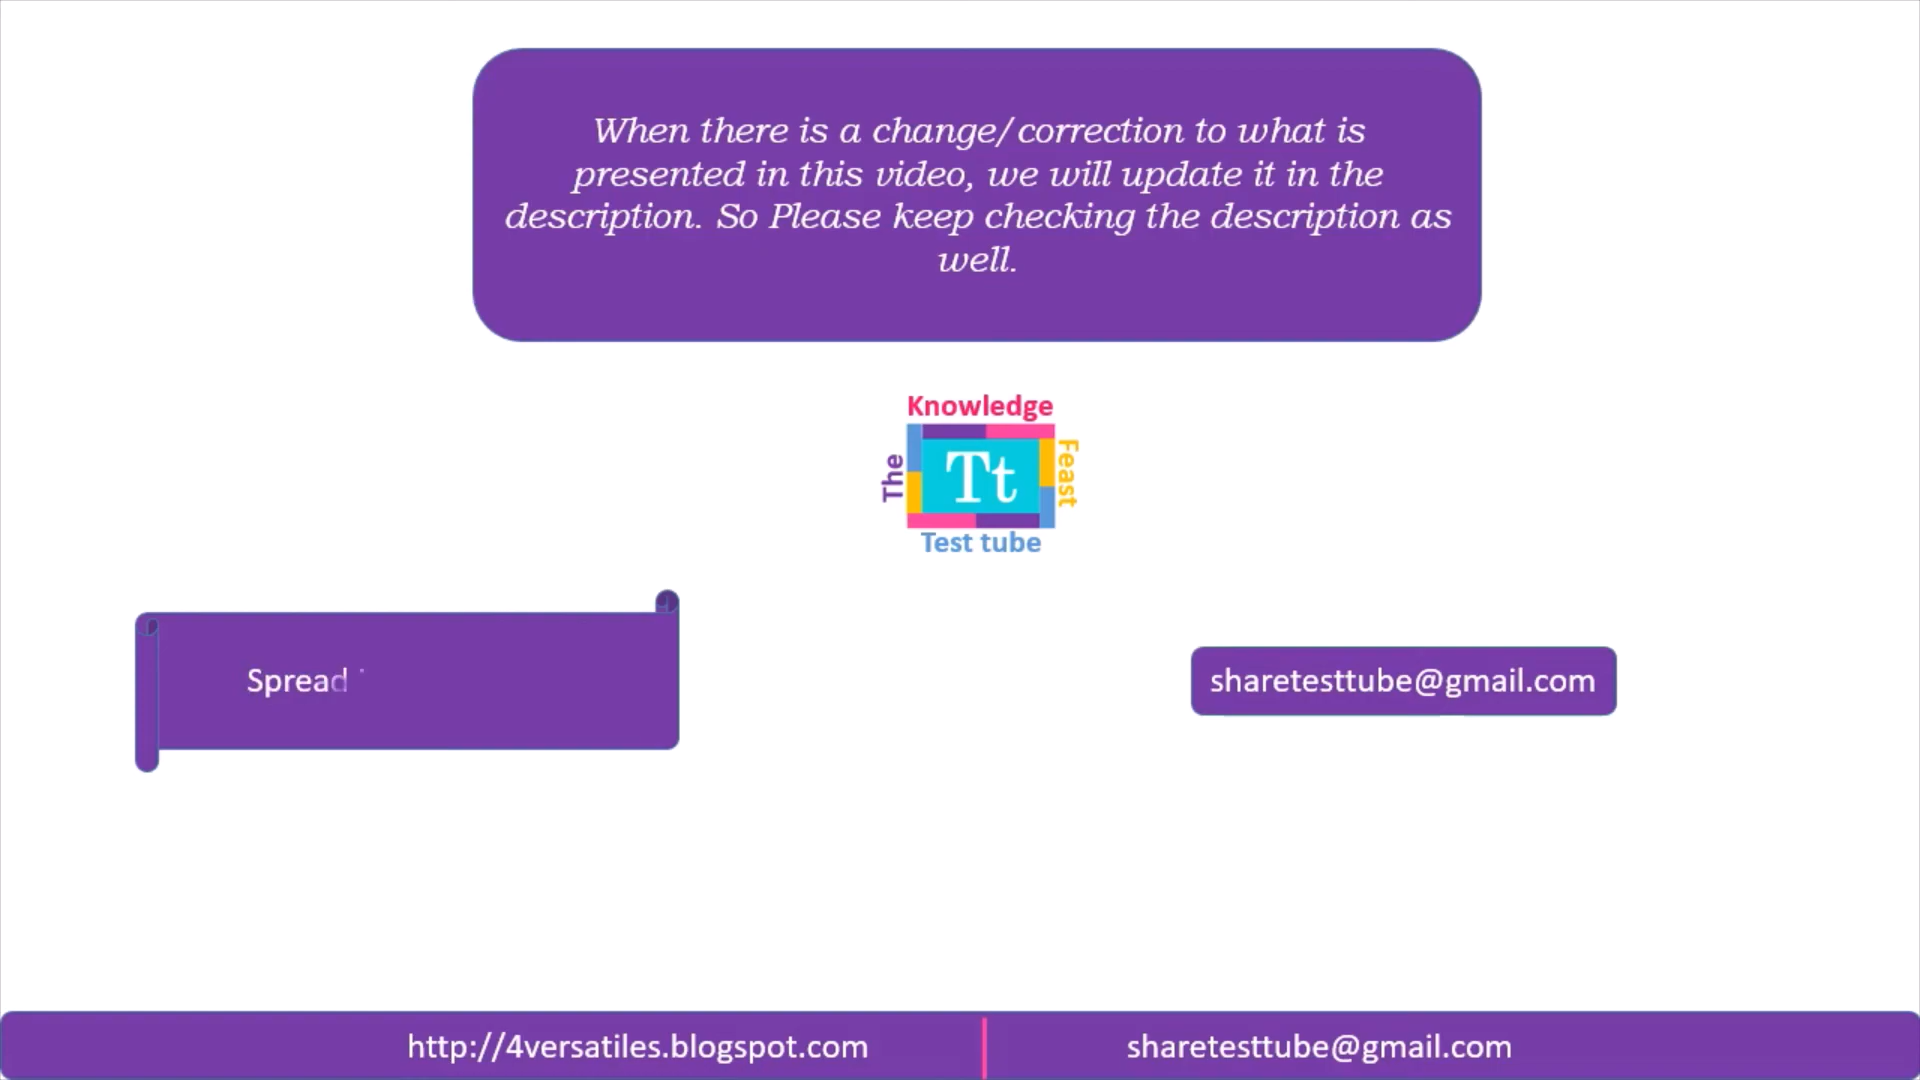 When there is a change/correction to what is
presented in this video, we will update it in the
description. So Please keep checking the description as
well.
Knowledge
The
Tt
Feast
Test tube
Spread
sharetesttube@gmail.com
http://4versatiles.blogspot.com
sharetesttube@gmail.com